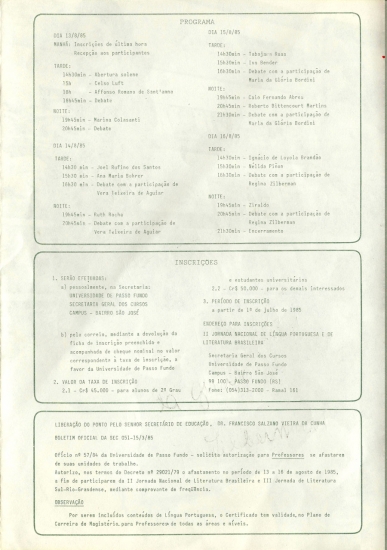 PROGRAMA
DIA 13/8/85
MANHÃ: Inscrições de última hora
Recepção aos participantes.
TARDE:
14h30min - Abertura solene
15h - Celso Luft
18h - Affonso Romano de Sant'anna
18h45min - Debate
NOITE:
19h45min - Marina Colasanti
20h45min - Debate
DIA 14/8/85
TARDE:
14h30 min - Joel Rufino dos Santos
15h30 min - Ana Maria
16h30 min - Debate com a participação de
Vera Teixeira de Aguiar
NOITE:
19h45min - Ruth Rocha
20h45min - Debate com a participação de
Vera Teixeira de Aguiar
DIA 15/8/85
TARDE:
14h30min - Tabajara Ruas
15h30min - Ivo Bender
16h30min - Debate com a participação de
Maria da Glória Bordini
NOITE:
19h45min - Caio Fernando Abreu
20h45min - Roberto Bittencourt Martins
21h30min - Debate com a participação de
Maria da Glória Bordini
DIA 16/8/85
TARDE:
14h30min - Ignácio de Loyola Brandão
15h30min - Nélida Piñon
16h30min - Debate com a participação de
Regina Zilberman
NOITE:
19h45min - Ziraldo
20h45min - Debate com a participação de
Regina Zilberman
21h30min - Encerramento
INSCRIÇÕES
1. SERÃO EFETUADAS:
a) pessoalmente, na Secretaria:
UNIVERSIDADE DE PASSO FUNDO
SECRETARIA GERAL DOS CURSOS
CAMPUS - BAIRRO SÃO JOSÉ
b) pelo correio, mediante a devolução da
ficha de inscrição preenchida e
acompanhada de cheque nominal no valor
correspondente à taxa de inscrição, a
favor da Universidade de Passo Fundo
2. VALOR DA TAXA DE INSCRIÇÃO
2.1 - Cr$ 45.000 - para alunos de 2º Grau
e estudantes universitários
2.2 - Cr$ 50.000 - para os demais interessados
3. PERÍODO DE INSCRIÇÃO
a partir de 1º de julho de 1985
ENDEREÇO PARA INSCRIÇÕES
II JORNADA NACIONAL DE LÍNGUA PORTUGUESA E DE
LITERATURA BRASILEIRA
Secretaria Geral dos Cursos
Universidade de Passo Fundo
Campus - Bairro São José
99 100- PASSO FUNDO (RS)
Fone: (054)313-2000 - Ramal 181
LIBERAÇÃO DO PONTO PELO SENHOR SECRETÁRIO DE EDUCAÇÃO, DR. FRANCISCO SALZANO VIEIRA DA CUNHA
BOLETIM OFICIAL DA SEC 051-15/3/85
Ofício nº 57/84 da Universidade de Passo Fundo - solicita autorização para Professores se afastarem
de suas unidades de trabalho.
Autorizo, nos termos do Decreto nº 29021/79 o afastamento no período de 13 a 16 de agosto de 1985,
a fim de participarem da II Jornada Nacional de Literatura Brasileira e III Jornada de Literatura
Sul-Rio-Grandense, mediante comprovante de freqüência.
OBSERVAÇÃO
Por serem incluídos conteúdos de Língua Portuguesa, o Certificado tem validade, no Plano de
Carreira do Magistério, para Professores de todas as áreas e níveis.